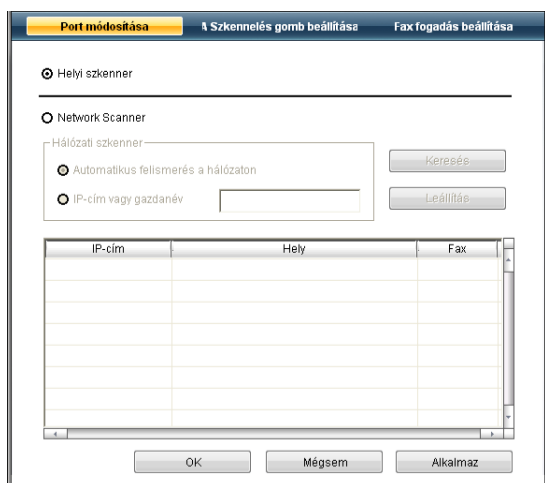 Port módosítása A Szkennelés gomb beállítása Fax fogadás beállítása
Helyi szkenner
Network Scanner
Hálózati szkenner
Automatikus felismerés a hálózaton Keresés
IP-cím vagy gazdanév Leállítás
IP-cím Hely Fax
OK Mégsem Alkalmaz